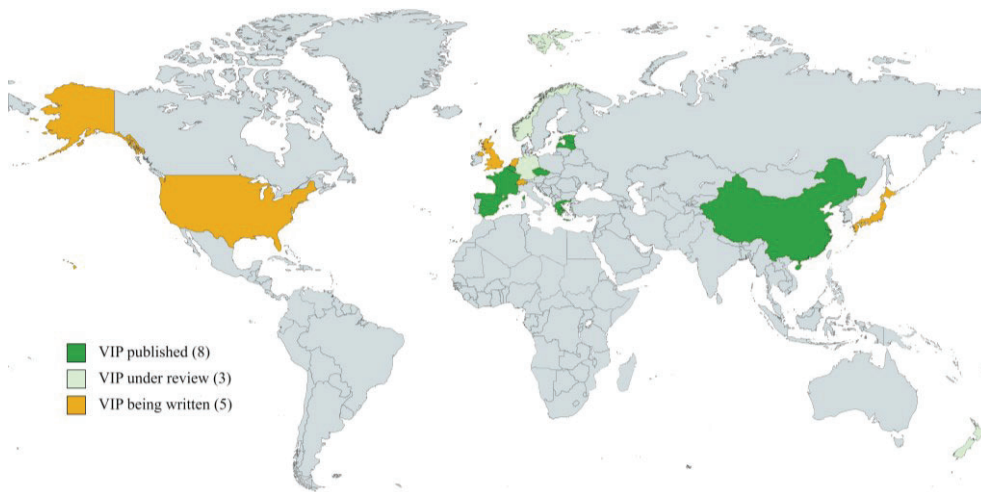 VIP published (8)
VIP under review (3)
VIP being written (5)